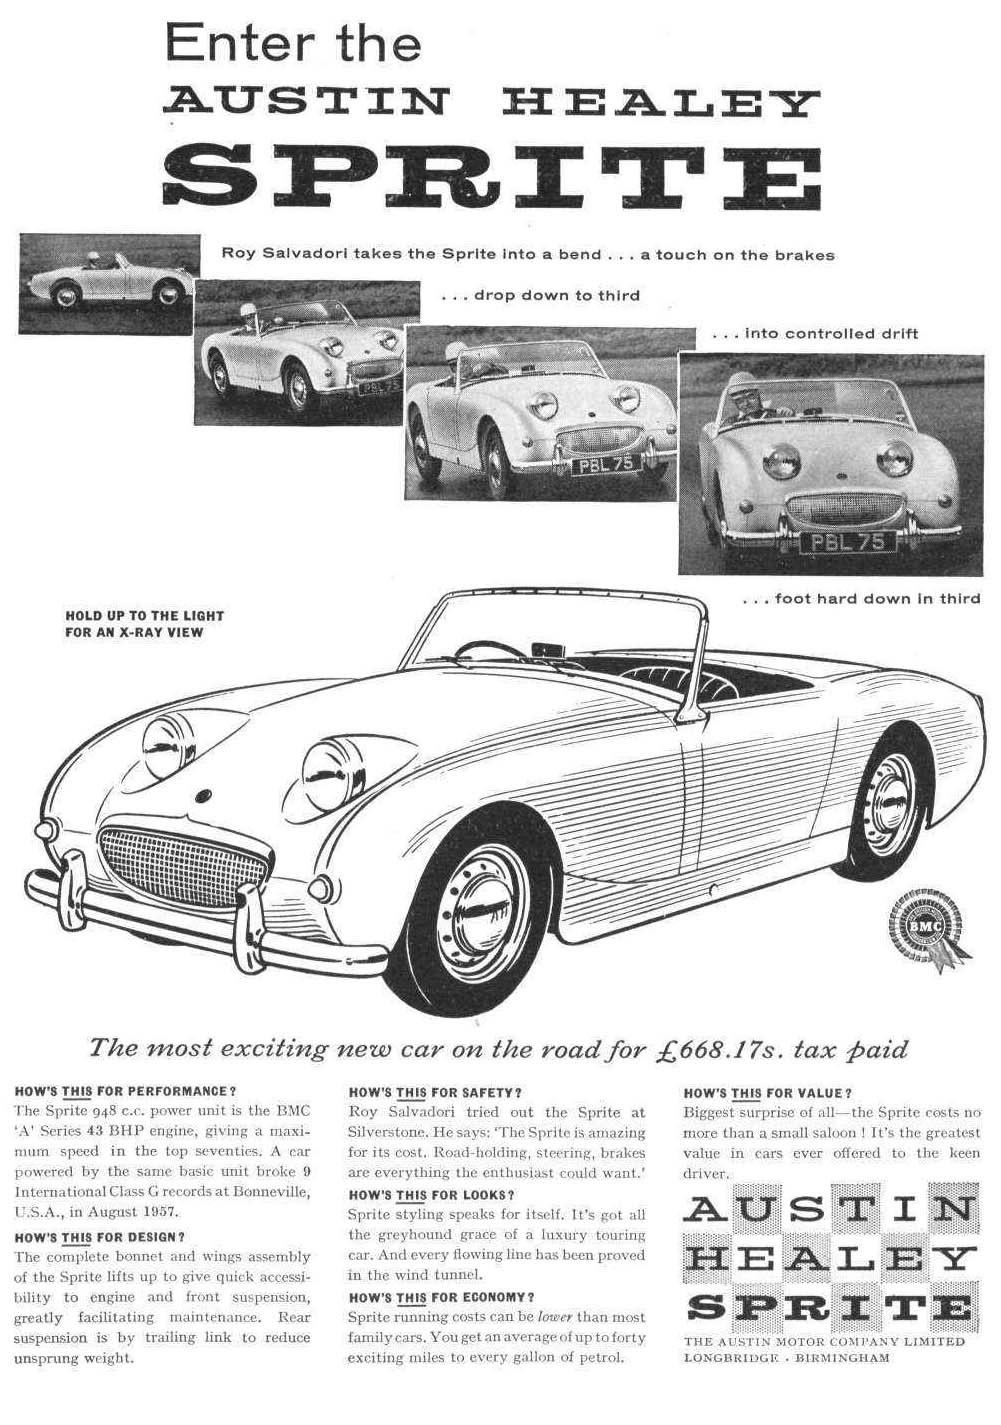 Enter the
AUSTIN HEALEY
SPRITE
Roy Salvadori takes the Sprite into a bend . . . a touch on the brakes
. . . drop down to third
. . . into controlled drift
PBL 75
PBL 75
PBL 75
. . . foot hard down in third
HOLD UP TO THE LIGHT
FOR AN X-RAY VIEW
AH
BMC
The most exciting new car on the road for £668.17s. tax paid
HOW'S THIS FOR PERFORMANCE?
The Sprite 948 c.c. power unit is the BMC
'A' Series 43 BHP engine, giving a maxi-
mum speed in the top seventies. A car
powered by the same basic unit broke 9
International Class G records at Bonneville,
U.S.A., in August 1957.
HOW'S THIS FOR DESIGN?
The complete bonnet and wings assembly
of the Sprite lifts up to give quick accessi-
bility to engine and front suspension,
greatly facilitating maintenance. Rear
suspension is by trailing link to reduce
unsprung weight.
HOW'S THIS FOR SAFETY?
Roy Salvadori tried out the Sprite at
Silverstone. He says: 'The Sprite is amazing
for its cost. Road-holding, steering, brakes
are everything the enthusiast could want.'
HOW'S THIS FOR LOOKS?
Sprite styling speaks for itself. It's got all
the greyhound grace of a luxury touring
car. And every flowing line has been proved
in the wind tunnel.
HOW'S THIS FOR ECONOMY?
Sprite running costs can be lower than most
family cars. You get an average of up to forty
exciting miles to every gallon of petrol.
HOW'S THIS FOR VALUE?
Biggest surprise of all—the Sprite costs no
more than a small saloon ! It's the greatest
value in cars ever offered to the keen
driver.
AUSTIN
HEALEY
SPRITE
THE AUSTIN MOTOR COMPANY LIMITED
LONGBRIDGE · BIRMINGHAM